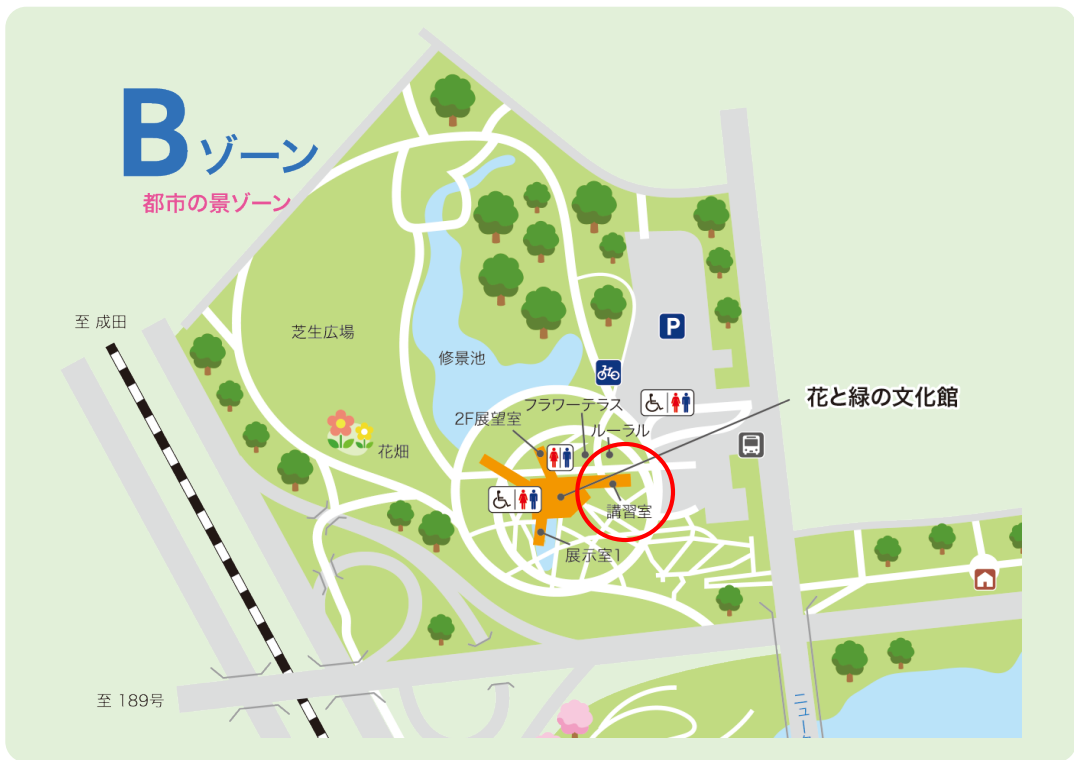 Bゾーン
都市の景ゾーン
至 成田
芝生広場
修景池
P
花と緑の文化館
フラワーテラス
2F展望室
ルーラル
花畑
講習室
展示室1
至 189号
ニュー